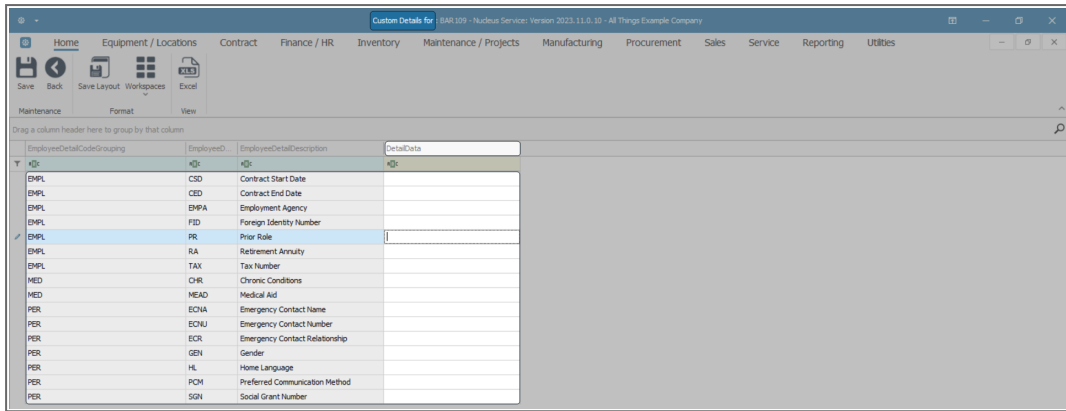 Custom Details for : BAR109 - Nucleus Service: Version 2023.11.0.10 - All Things Example Company
Home Equipment / Locations Contract Finance / HR Inventory Maintenance / Projects Manufacturing Procurement Sales Service Reporting Utilities
XLS
Save Back Save Layout Workspaces Excel
Maintenance Format View
Drag a column header here to group by that column
EmployeeDetailCodeGrouping EmployeeD... EmployeeDetailDescription DetailData
EMPL CSD Contract Start Date
EMPL CED Contract End Date
EMPL EMPA Employment Agency
EMPL FID Foreign Identity Number
EMPL PR Prior Role
EMPL RA Retirement Annuity
EMPL TAX Tax Number
MED CHR Chronic Conditions
MED MEAD Medical Aid
PER ECNA Emergency Contact Name
PER ECNU Emergency Contact Number
PER ECR Emergency Contact Relationship
PER GEN Gender
PER HL Home Language
PER PCM Preferred Communication Method
PER SGN Social Grant Number